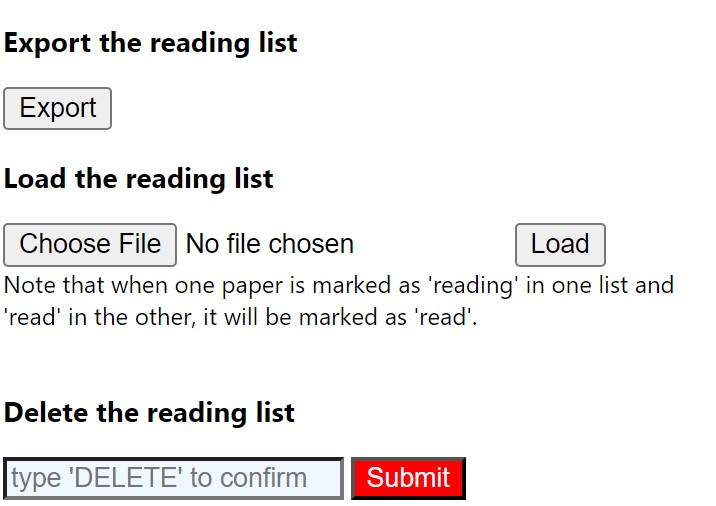 Export the reading list
Export
Load the reading list
Choose File No file chosen Load
Note that when one paper is marked as 'reading' in one list and
'read' in the other, it will be marked as 'read'.
Delete the reading list
type 'DELETE' to confirm Submit